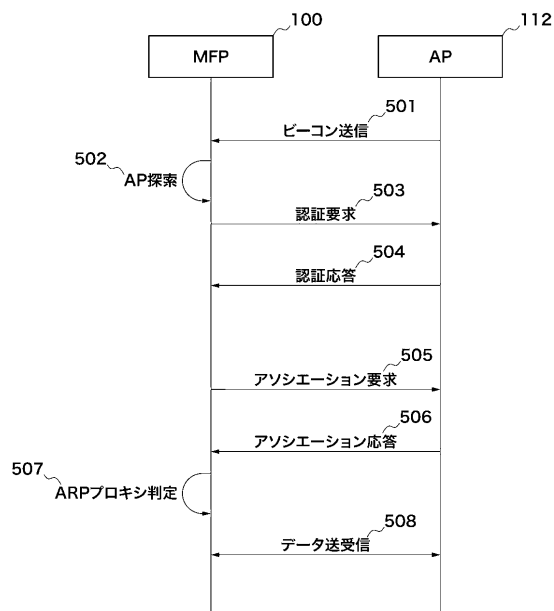 100
112
MFP
AP
501
ビーコン送信
502
AP探索
503
認証要求
504
認証応答
505
アソシエーション要求
506
アソシエーション応答
507
ARPプロキシ判定
508
データ送受信